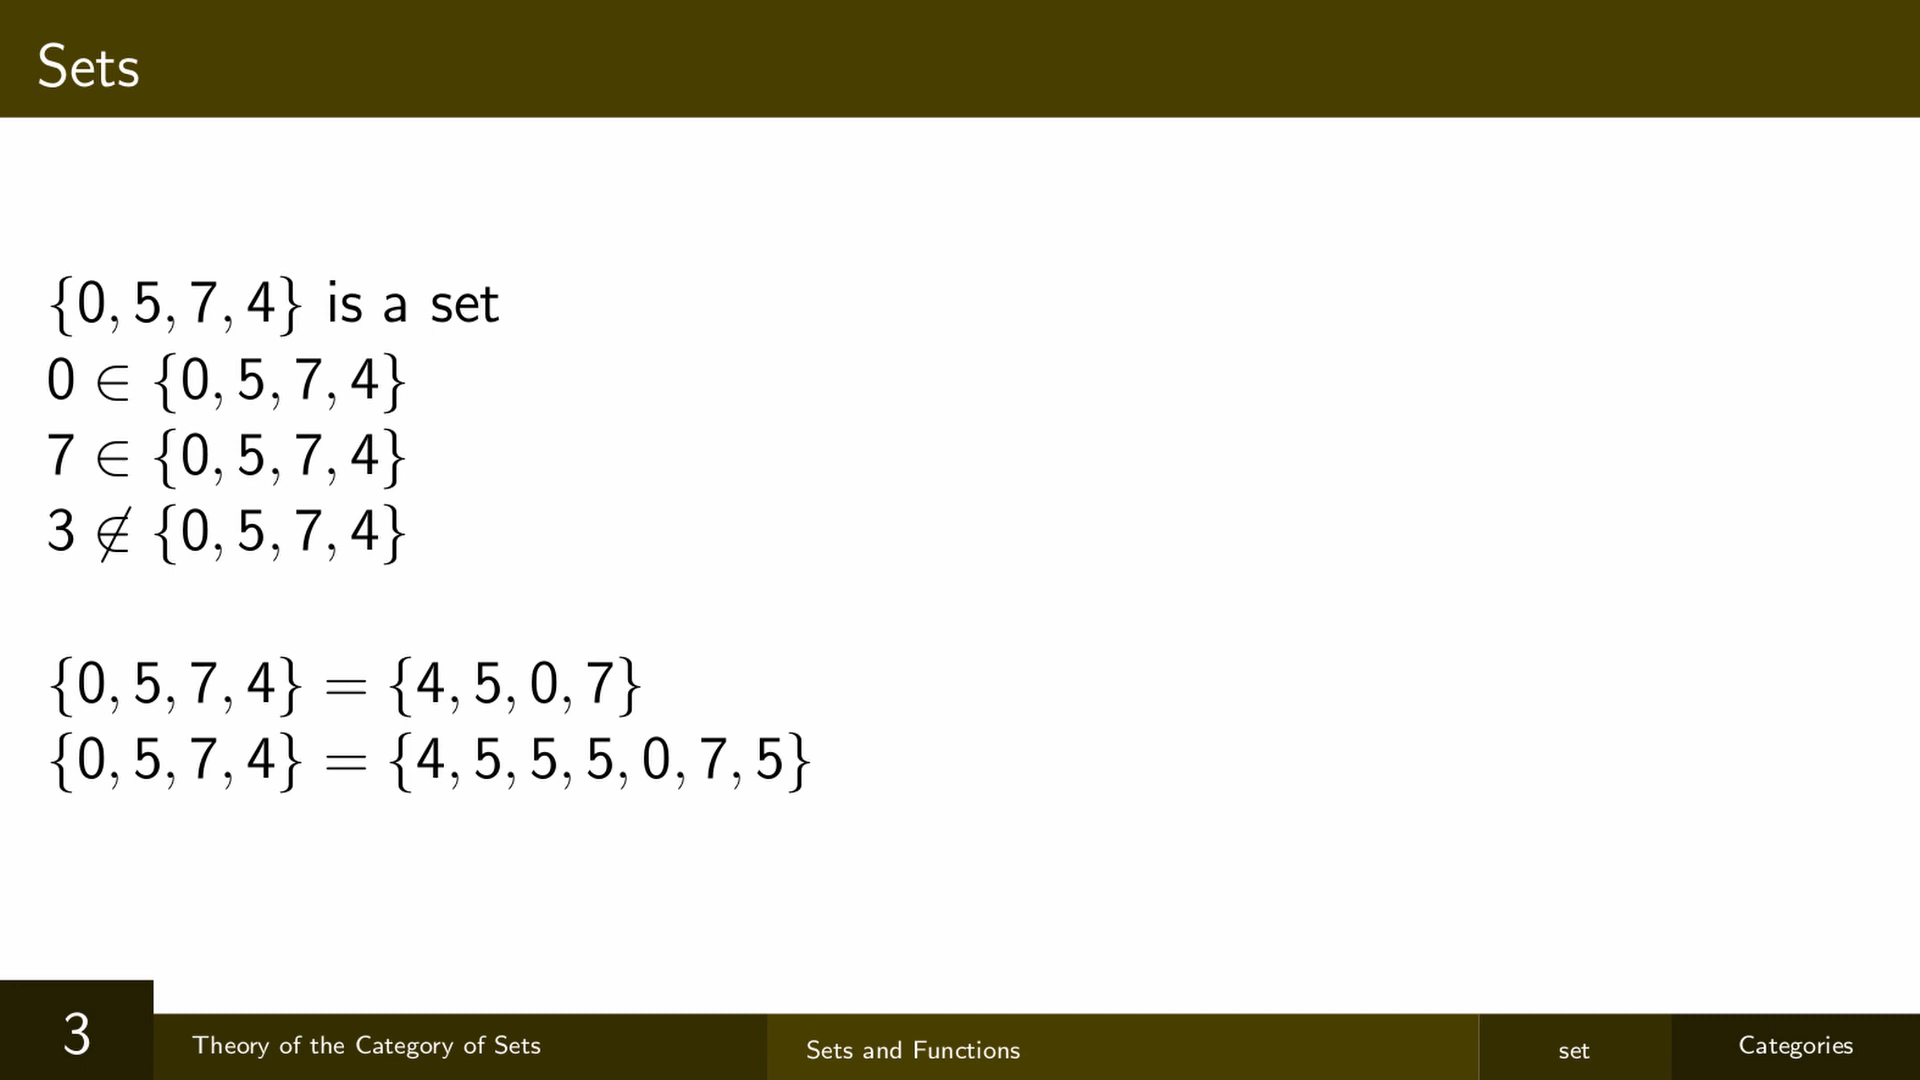 Sets
{0, 5, 7, 4} is a set
0 ∈ {0, 5, 7, 4}
7 ∈ {0, 5, 7, 4}
3 ∉ {0, 5, 7, 4}
{0, 5, 7, 4} = {4, 5, 0, 7}
{0, 5, 7, 4} = {4, 5, 5, 5, 0, 7, 5}
3
Theory of the Category of Sets
Sets and Functions
set
Categories